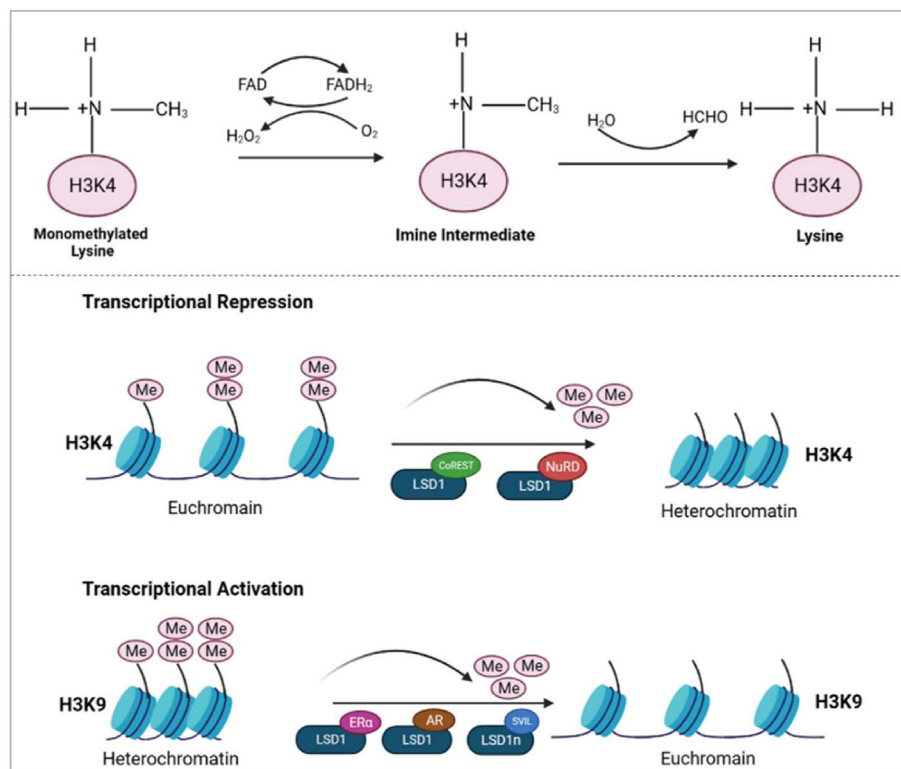 H
H
+N
CH₃
H3K4
Monomethylated
Lysine
FAD
FADH₂
H₂O₂
O₂
H
+N
CH₃
H3K4
Imine Intermediate
H₂O
HCHO
H
H
+N
H
H3K4
Lysine
Transcriptional Repression
Me
Me
Me
Me
Me
H3K4
Euchromain
Me
Me
Me
CoREST
LSD1
NuRD
LSD1
H3K4
Heterochromatin
Transcriptional Activation
Me
Me
Me
Me
Me
H3K9
Heterochromatin
Me
Me
Me
ERα
LSD1
AR
LSD1
SVIL
LSD1n
H3K9
Euchromatin